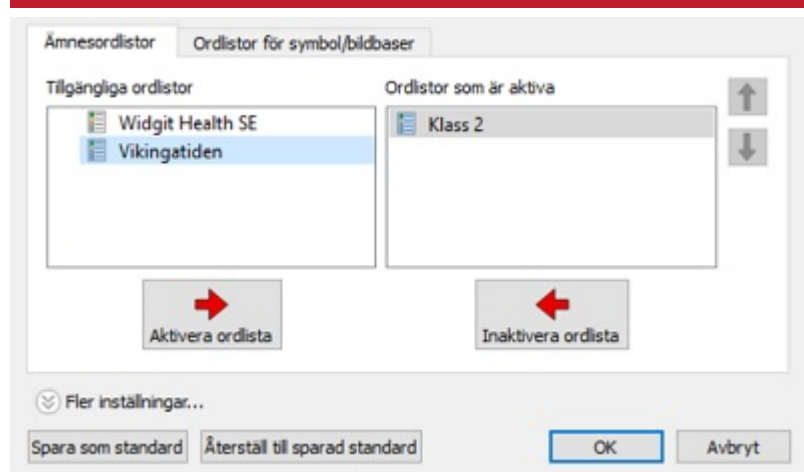 Ämnesordlistor
Ordlistor för symbol/bildbaser
Tillgängliga ordlistor
Widgit Health SE
Vikingatiden
Ordlistor som är aktiva
Klass 2
Aktivera ordlista
Inaktivera ordlista
Fler inställningar...
Spara som standard
Återställ till sparad standard
OK
Avbryt